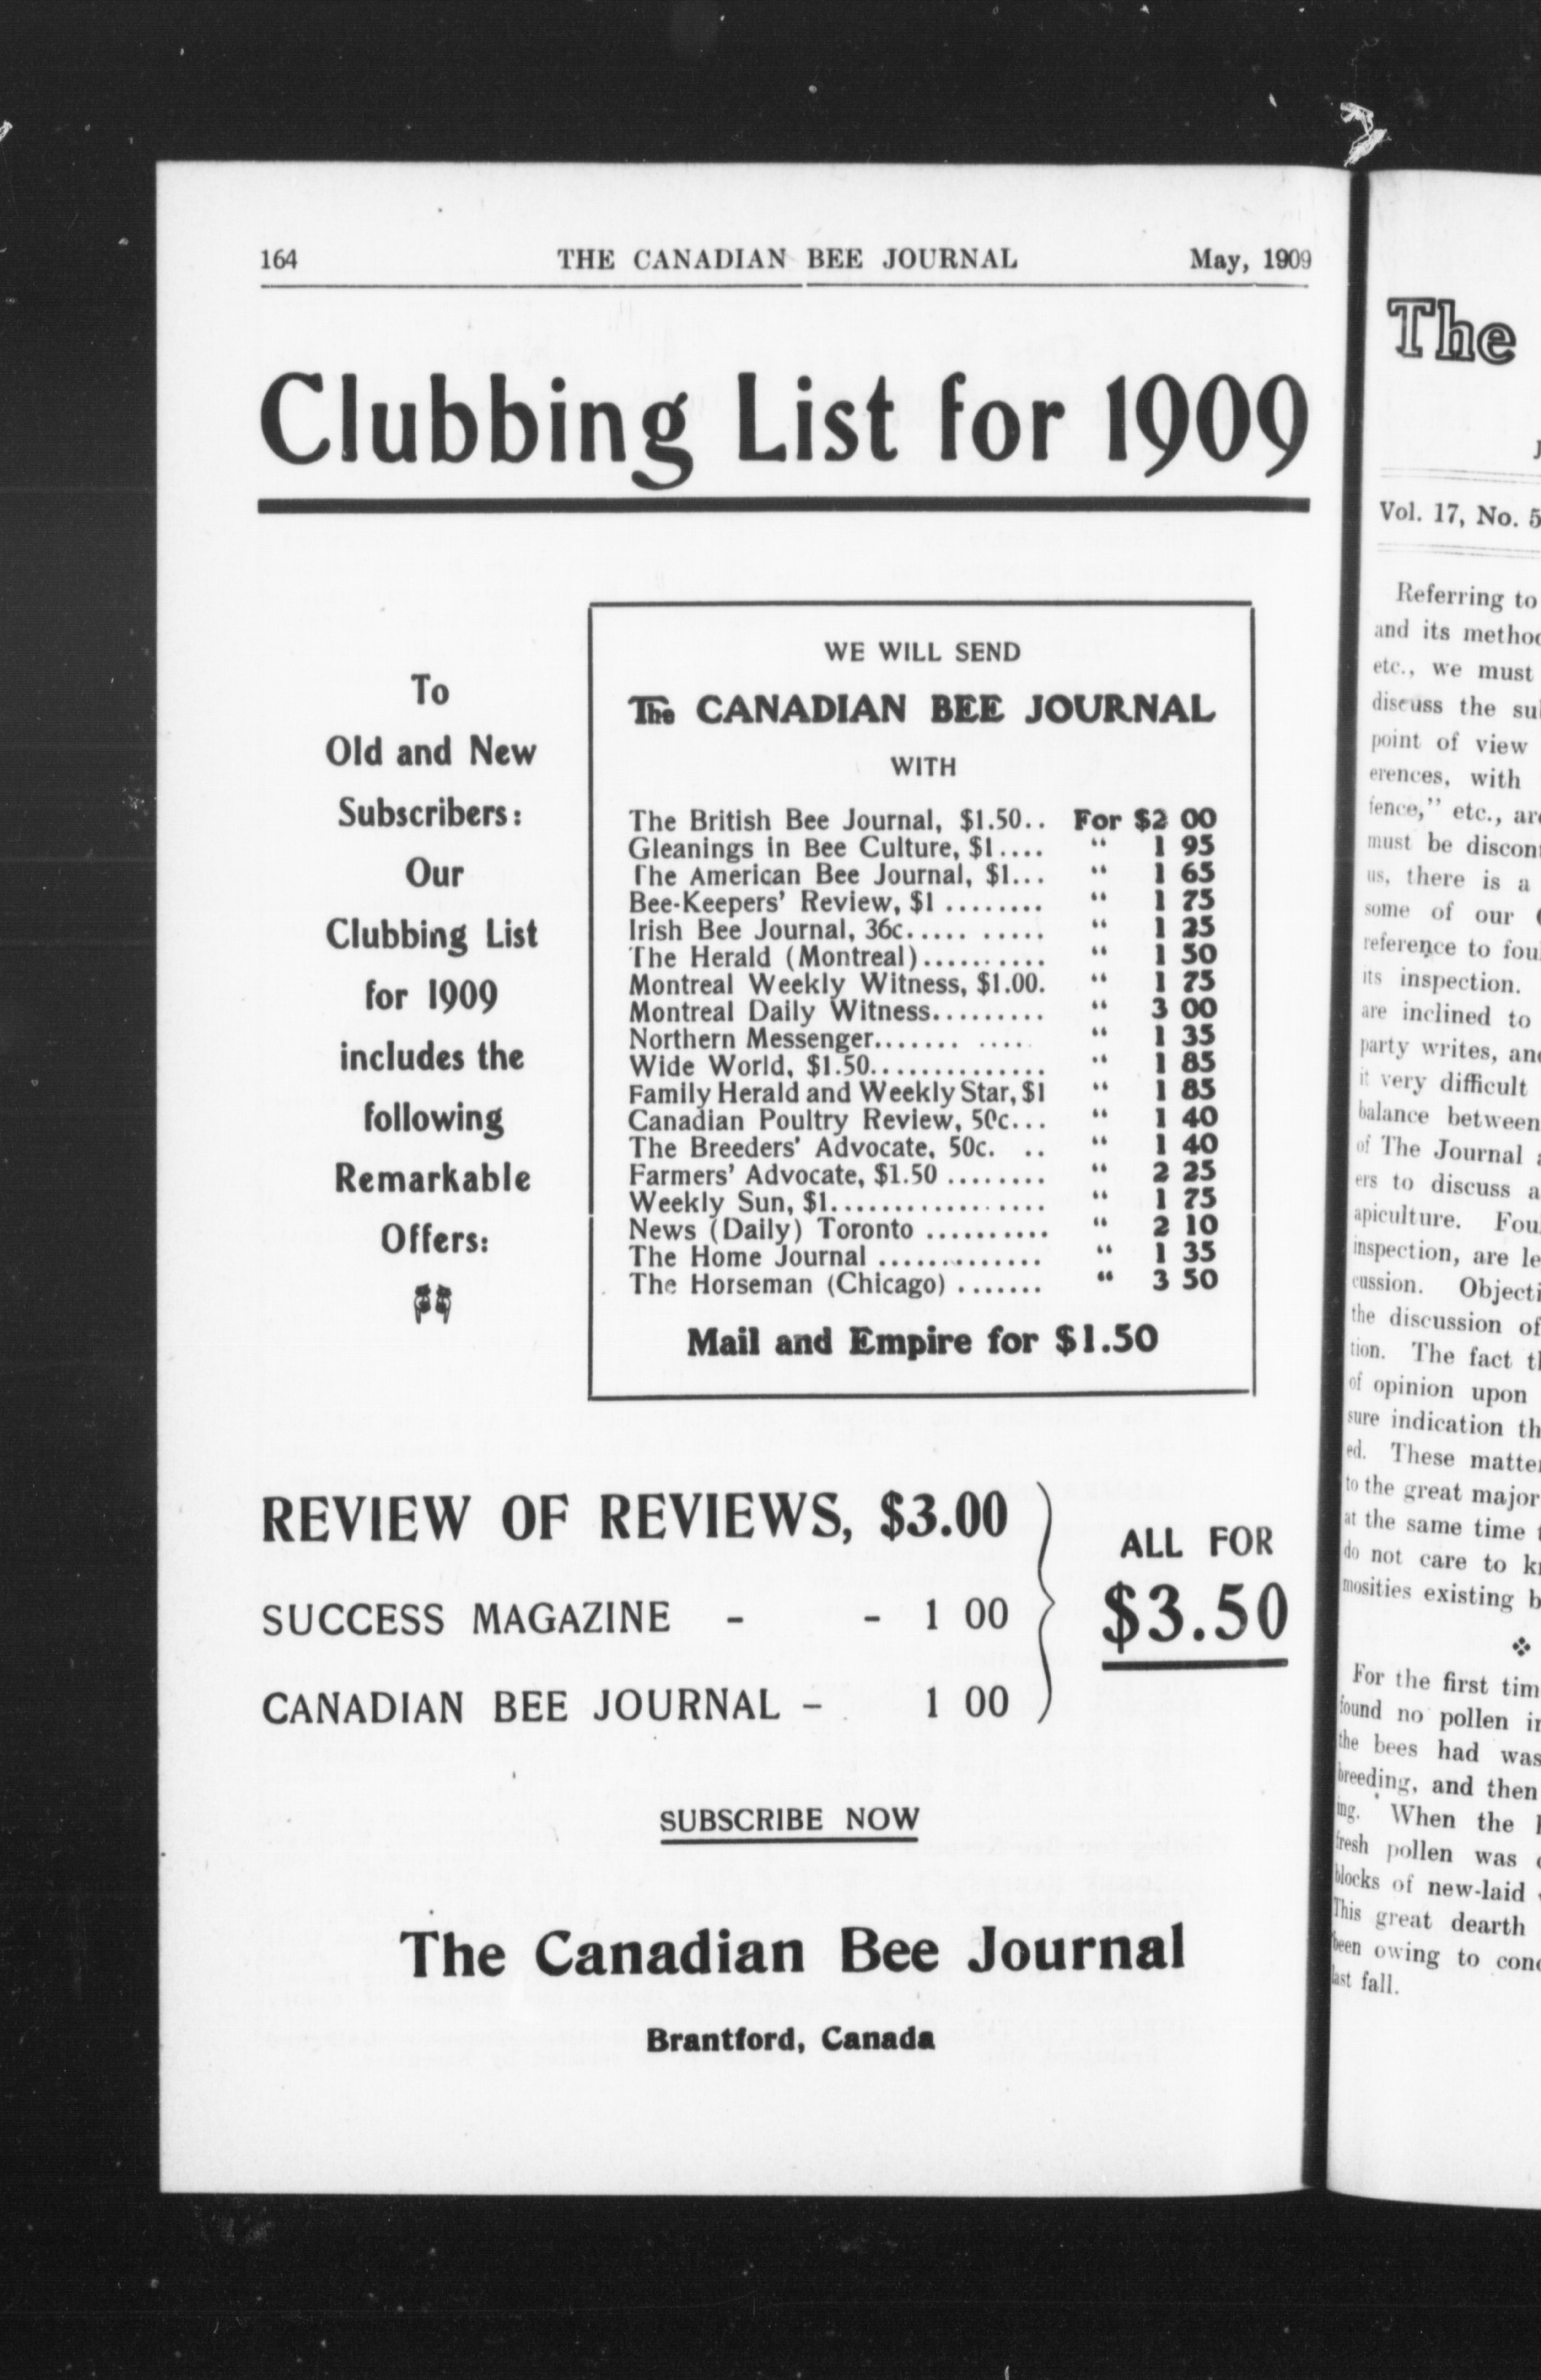 164 THE CANADIAN BEE JOURNAL May, 1909
Clubbing List for 1909
To
Old and New
Subscribers:
Our
Clubbing List
for 1909
includes the
following
Remarkable
Offers:
WE WILL SEND
The CANADIAN BEE JOURNAL
WITH
The British Bee Journal, $1.50.. For $2 00
Gleanings in Bee Culture, $1.... “ 1 95
The American Bee Journal, $1... “ 1 65
Bee-Keepers’ Review, $1 ........ “ 1 75
Irish Bee Journal, 36c..... ..... “ 1 25
The Herald (Montreal).......... “ 1 50
Montreal Weekly Witness, $1.00. “ 1 75
Montreal Daily Witness......... “ 3 00
Northern Messenger....... .... “ 1 35
Wide World, $1.50.............. “ 1 85
Family Herald and Weekly Star, $1 “ 1 85
Canadian Poultry Review, 50c... “ 1 40
The Breeders’ Advocate, 50c. .. “ 1 40
Farmers’ Advocate, $1.50 ........ “ 2 25
Weekly Sun, $1................. “ 1 75
News (Daily) Toronto .......... “ 2 10
The Home Journal ............. “ 1 35
The Horseman (Chicago) ....... “ 3 50
Mail and Empire for $1.50
REVIEW OF REVIEWS, $3.00
SUCCESS MAGAZINE - - 1 00
CANADIAN BEE JOURNAL - 1 00
ALL FOR
$3.50
SUBSCRIBE NOW
The Canadian Bee Journal
Brantford, Canada
The
Vol. 17, No. 5
Referring to
and its
etc., we must
discuss the
point of view
erences, with
fence,” etc.,
must be
us, there is a
some of our
reference to
its inspection.
are inclined to
party writes,
it very difficult
balance between
of The Journal
ers to discuss
apiculture.
inspection, are
cussion.
the discussion of
tion. The fact
of opinion upon
sure indication
ed. These
to the great
at the same time
do not care to
mosities existing
For the first
found no pollen
the bees had
breeding, and then
ing. When the
fresh pollen was
blocks of new-laid
This great dearth
been owing to
last fall.